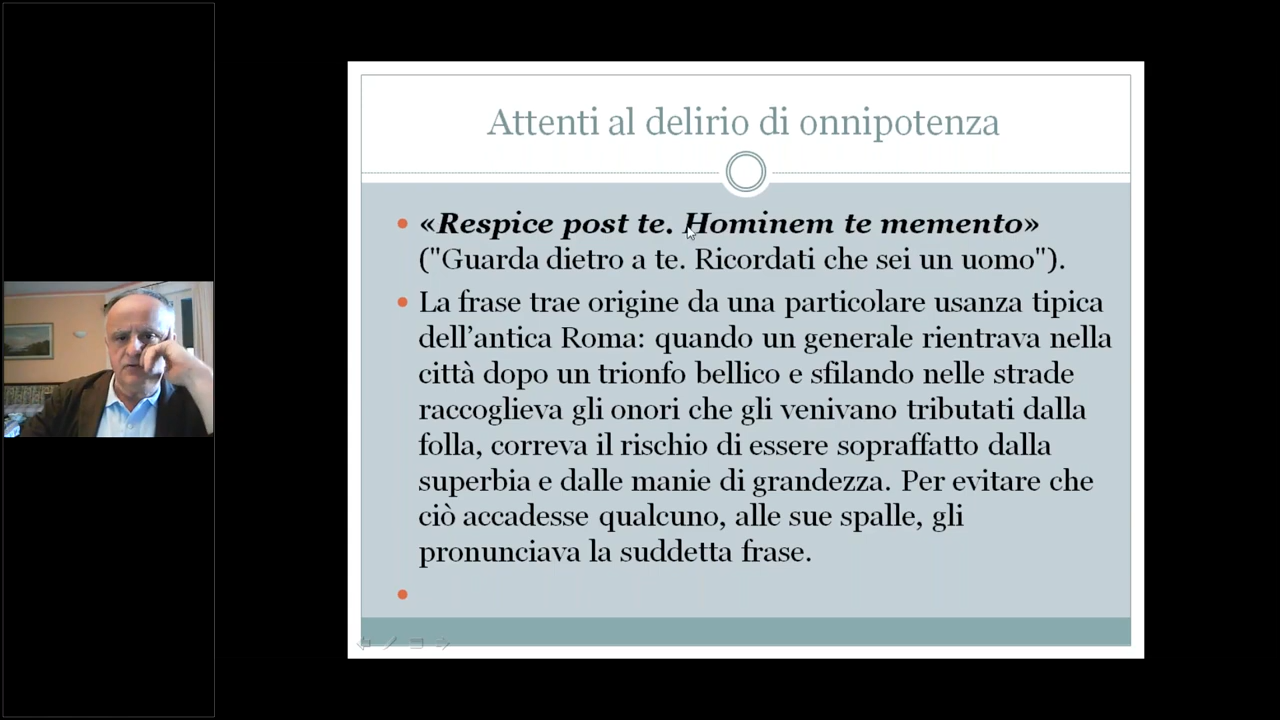 Attenti al delirio di onnipotenza
«Respice post te. Hominem te memento»
("Guarda dietro a te. Ricordati che sei un uomo").
La frase trae origine da una particolare usanza tipica
dell’antica Roma: quando un generale rientrava nella
città dopo un trionfo bellico e sfilando nelle strade
raccoglieva gli onori che gli venivano tributati dalla
folla, correva il rischio di essere sopraffatto dalla
superbia e dalle manie di grandezza. Per evitare che
ciò accadesse qualcuno, alle sue spalle, gli
pronunciava la suddetta frase.